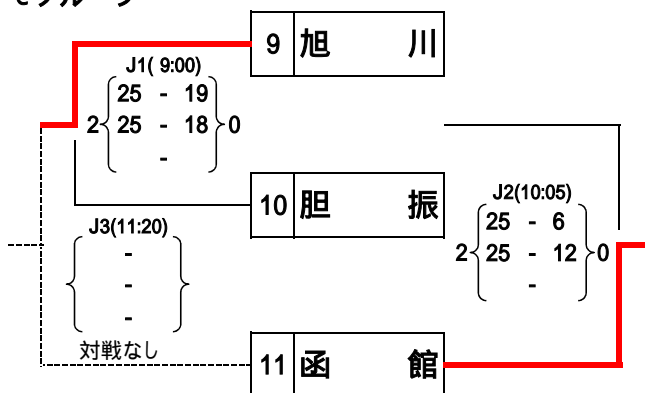 グループ
9 旭 川
J1( 9:00)
25 - 19
2 25 - 18 0
-
10 胆 振
J2(10:05)
25 - 6
2 25 - 12 0
-
J3(11:20)
-
-
-
対戦なし
11 函 館